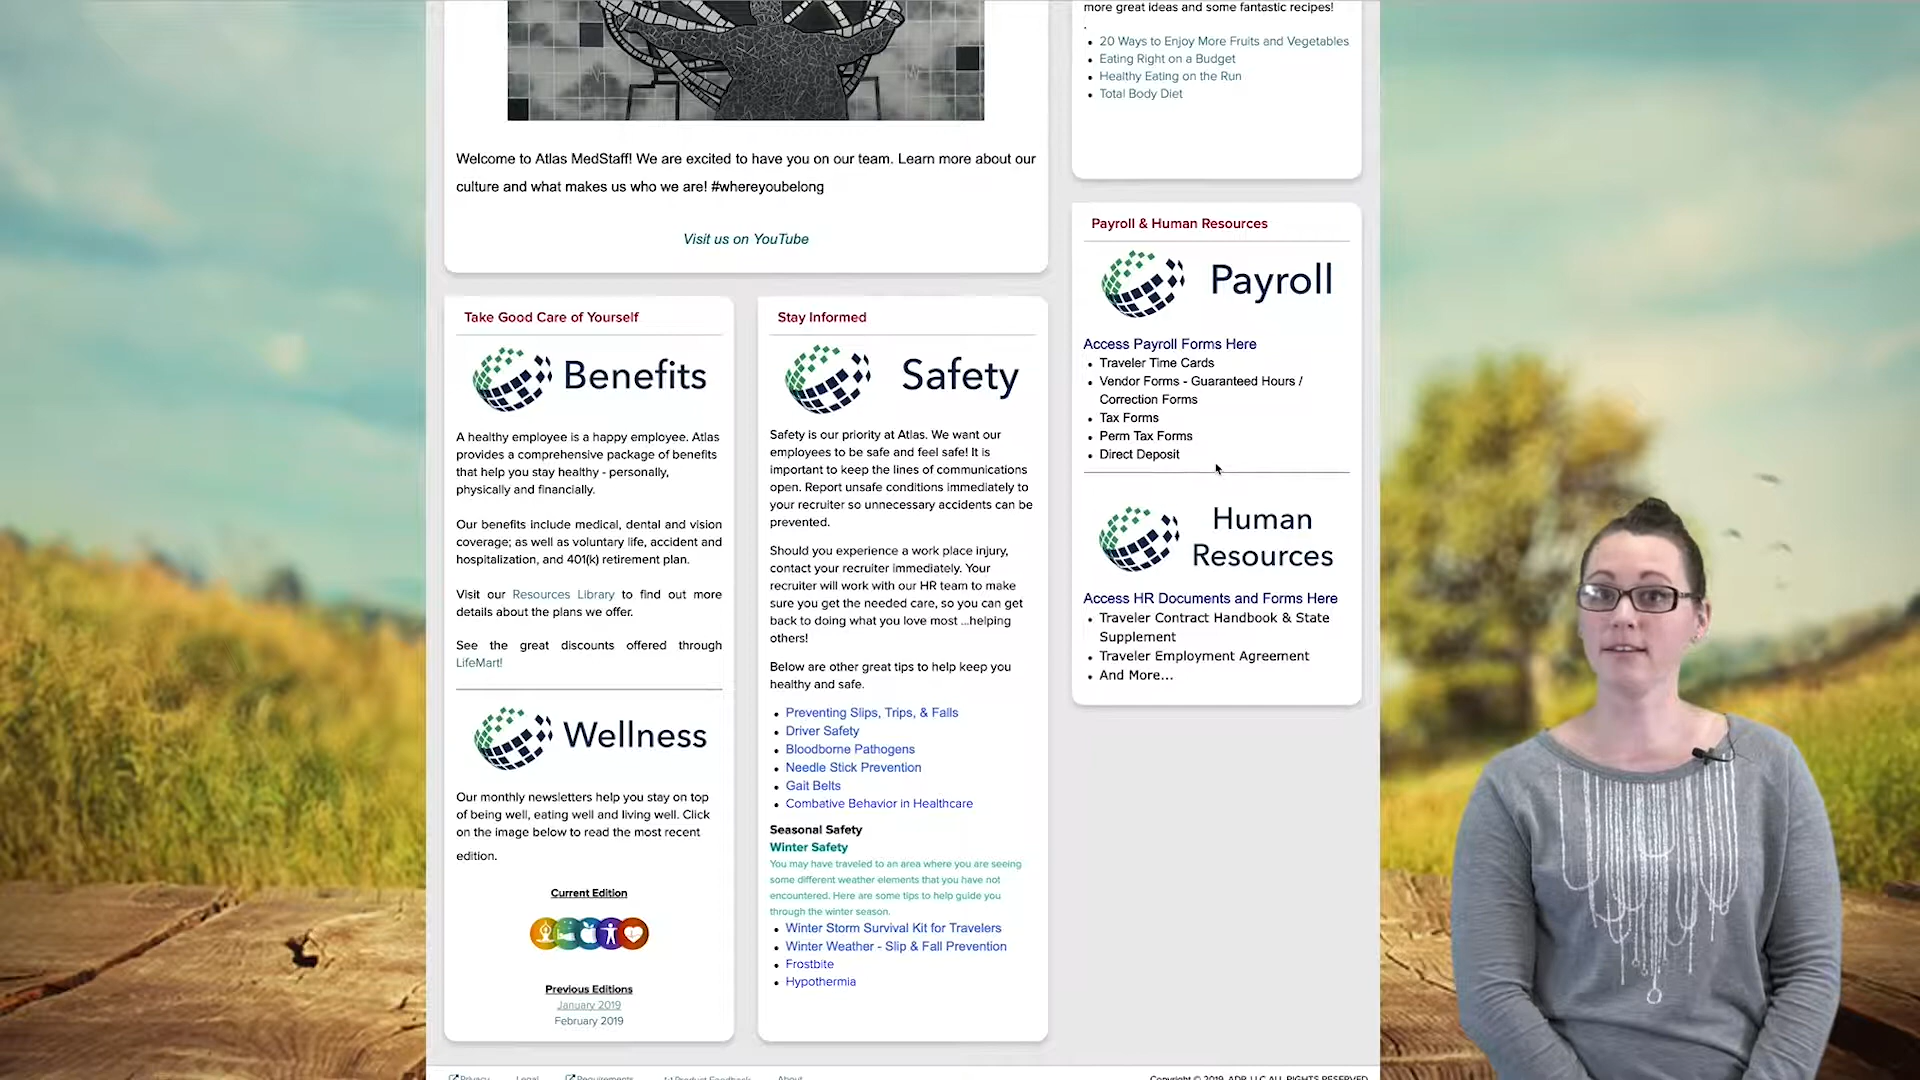 more great ideas and some fantastic recipes!
.
20 Ways to Enjoy More Fruits and Vegetables
Eating Right on a Budget
Healthy Eating on the Run
Total Body Diet
Welcome to Atlas MedStaff! We are excited to have you on our team. Learn more about our
culture and what makes us who we are! #whereyoubelong
Visit us on YouTube
Take Good Care of Yourself
Benefits
A healthy employee is a happy employee. Atlas
provides a comprehensive package of benefits
that help you stay healthy - personally,
physically and financially.
Our benefits include medical, dental and vision
coverage; as well as voluntary life, accident and
hospitalization, and 401(k) retirement plan.
Visit our Resources Library to find out more
details about the plans we offer.
See the great discounts offered through
LifeMart!
Wellness
Our monthly newsletters help you stay on top
of being well, eating well and living well. Click
on the image below to read the most recent
edition.
Current Edition
Previous Editions
January 2019
February 2019
Stay Informed
Safety
Safety is our priority at Atlas. We want our
employees to be safe and feel safe! It is
important to keep the lines of communications
open. Report unsafe conditions immediately to
your recruiter so unnecessary accidents can be
prevented.
Should you experience a work place injury,
contact your recruiter immediately. Your
recruiter will work with our HR team to make
sure you get the needed care, so you can get
back to doing what you love most ...helping
others!
Below are other great tips to help keep you
healthy and safe.
Preventing Slips, Trips, & Falls
Driver Safety
Bloodborne Pathogens
Needle Stick Prevention
Gait Belts
Combative Behavior in Healthcare
Seasonal Safety
Winter Safety
You may have traveled to an area where you are seeing
some different weather elements that you have not
encountered. Here are some tips to help guide you
through the winter season.
Winter Storm Survival Kit for Travelers
Winter Weather - Slip & Fall Prevention
Frostbite
Hypothermia
Payroll & Human Resources
Payroll
Access Payroll Forms Here
Traveler Time Cards
Vendor Forms - Guaranteed Hours /
Correction Forms
Tax Forms
Perm Tax Forms
Direct Deposit
Human
Resources
Access HR Documents and Forms Here
Traveler Contract Handbook & State
Supplement
Traveler Employment Agreement
And More...
Privacy Legal Requirements Product Feedback About
Copyright © 2019 ADP, LLC ALL RIGHTS RESERVED